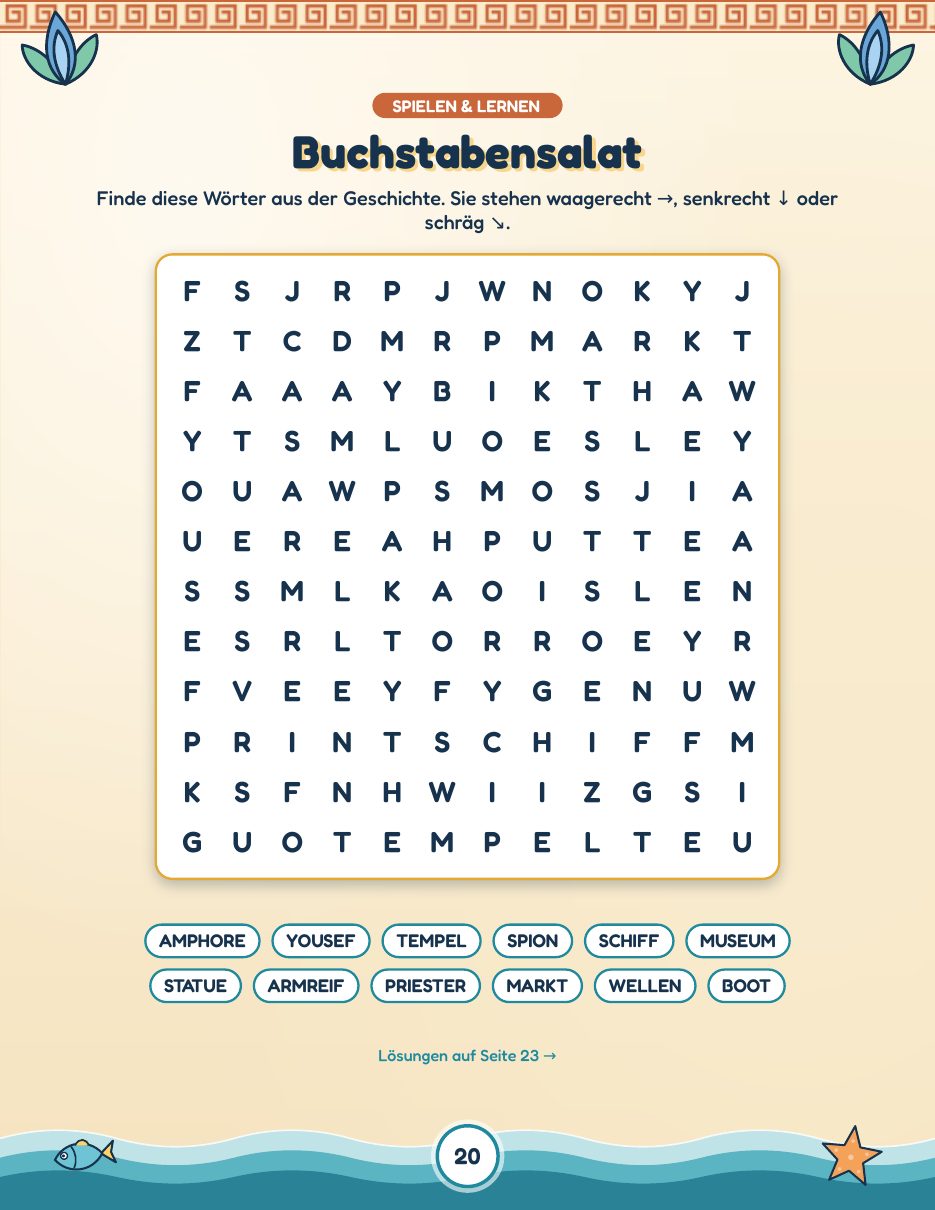 SPIELEN & LERNEN
Buchstabensalat
Finde diese Wörter aus der Geschichte. Sie stehen waagerecht →, senkrecht ↓ oder
schräg ↘.
F S J R P J W N O K Y J
Z T C D M R P M A R K T
F A A A Y B I K T H A W
Y T S M L U O E S L E Y
O U A W P S M O S J I A
U E R E A H P U T T E A
S S M L K A O I S L E N
E S R L T O R R O E Y R
F V E E Y F Y G E N U W
P R I N T S C H I F F M
K S F N H W I I Z G S I
G U O T E M P E L T E U
AMPHORE YOUSEF TEMPEL SPION SCHIFF MUSEUM
STATUE ARMREIF PRIESTER MARKT WELLEN BOOT
Lösungen auf Seite 23 →
20